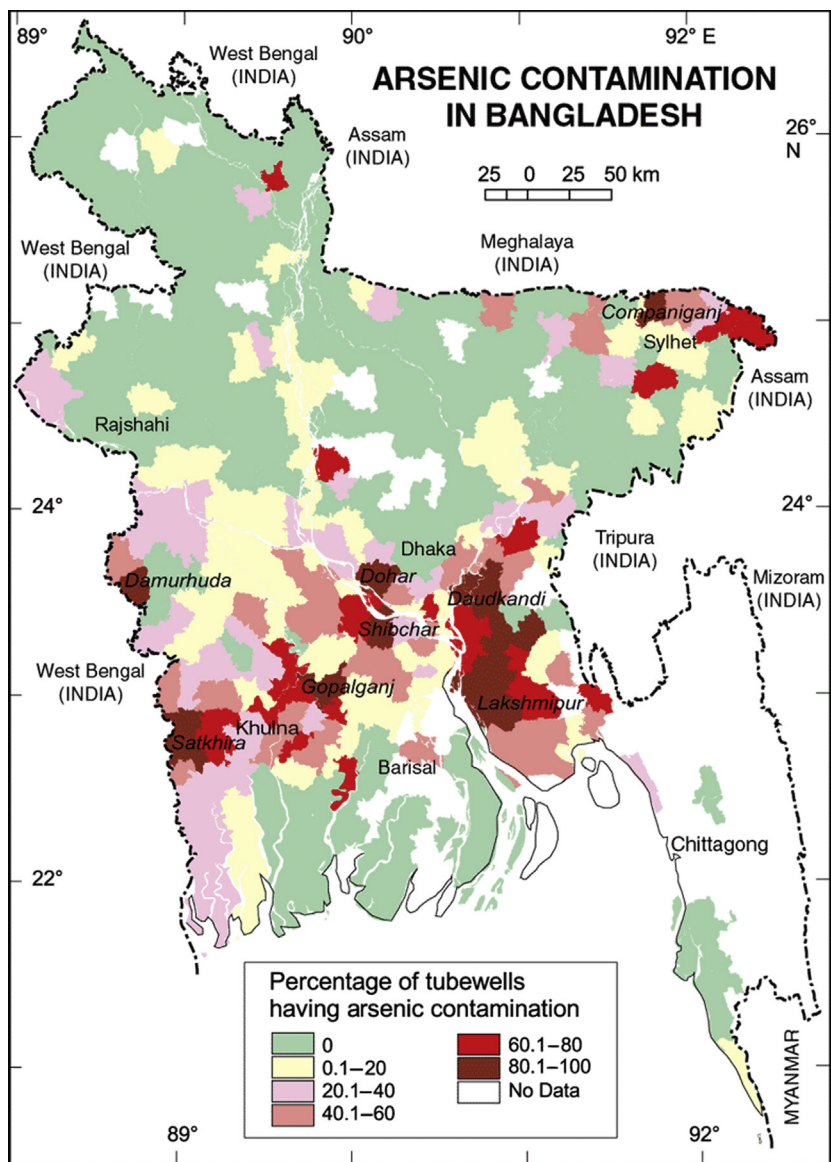 89°
90°
92° E
West Bengal
(INDIA)
ARSENIC CONTAMINATION
IN BANGLADESH
Assam
(INDIA)
26°
N
25 0 25 50 km
West Bengal
(INDIA)
Meghalaya
(INDIA)
Companiganj
Sylhet
Assam
(INDIA)
Rajshahi
24°
24°
Dhaka
Tripura
(INDIA)
Damurhuda
Dohar
Daudkandi
Mizoram
(INDIA)
Shibchar
West Bengal
(INDIA)
Gopalganj
Lakshmipur
Khulna
Satkhira
Barisal
Chittagong
22°
Percentage of tubewells
having arsenic contamination
0
0.1–20
20.1–40
40.1–60
60.1–80
80.1–100
No Data
MYANMAR
89°
92°